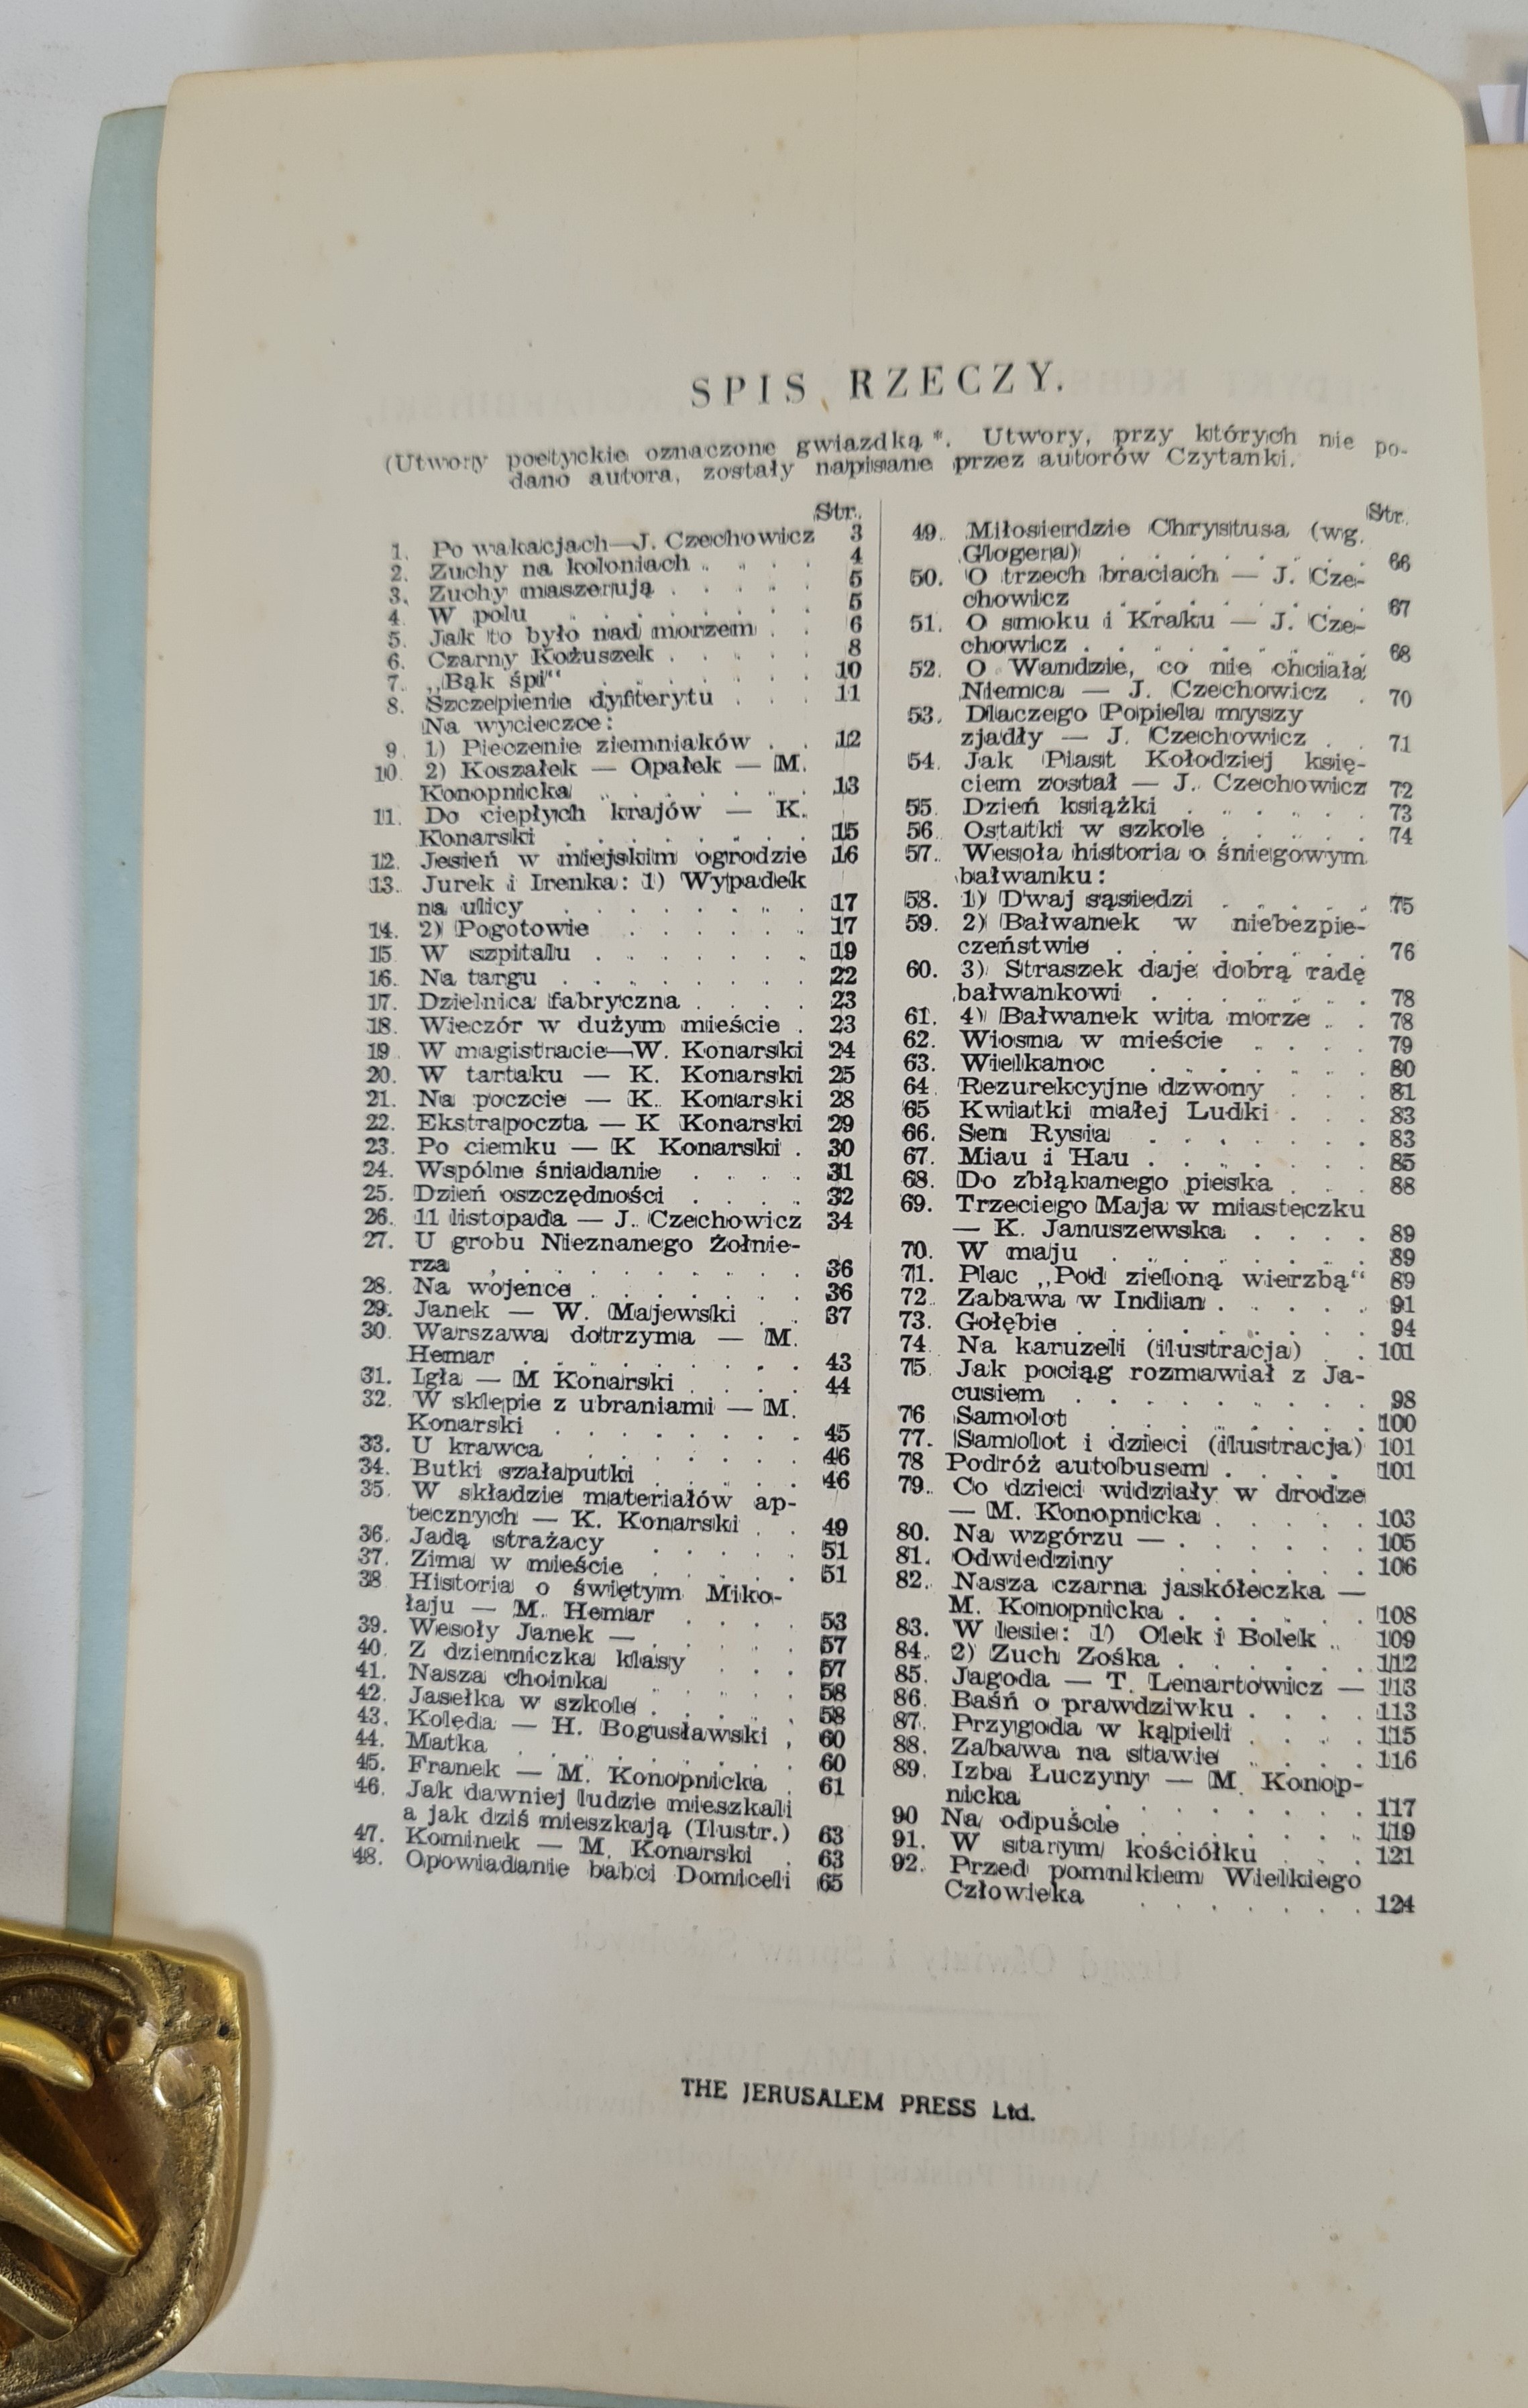 SPIS RZECZY.
(Utwory poetyckie oznaczone gwiazdką *. Utwory, przy których nie po-
dano autora, zostały napisane przez autorów Czytanki.
Str.
1. Po wakacjach—J. Czechowicz 3
2. Zuchy na koloniach . . . . 4
3. Zuchy maszerują . . . . 5
4. W polu . . . . . . . 5
5. Jak to było nad morzem . . 6
6. Czarny Kożuszek . . . . 8
7. „Bąk śpi“ . . . . . . 10
8. Szczepienie dyfterytu . . . 11
Na wycieczce:
9 1) Pieczenie ziemniaków . . 12
10. 2) Koszałek — Opałek — M.
Konopnicka . . . . . . 13
11. Do ciepłych krajów — K.
Konarski . . . . . . . 15
12. Jesień w miejskim ogrodzie 16
13. Jurek i Irenka: 1) Wypadek
na ulicy . . . . . . . 17
14. 2) Pogotowie . . . . . . 17
15 W szpitalu . . . . . . . 19
16. Na targu . . . . . . . 22
17. Dzielnica fabryczna . . . . 23
18. Wieczór w dużym mieście . 23
19 W magistracie—W. Konarski 24
20. W tartaku — K. Konarski 25
21. Na poczcie — K. Konarski 28
22. Ekstrapoczta — K Konarski 29
23. Po ciemku — K Konarski . 30
24. Wspólne śniadanie . . . . 31
25. Dzień oszczędności . . . . 32
26. 11 listopada — J. Czechowicz 34
27. U grobu Nieznanego Żołnie-
rza . . . . . . . . 36
28. Na wojence . . . . . . 36
29. Janek — W. Majewski . . 37
30. Warszawa dotrzyma — M.
Hemar . . . . . . . . 43
31. Igła — M Konarski . . . . 44
32. W sklepie z ubraniami — M.
Konarski . . . . . . . 45
33. U krawca . . . . . . 46
34. Butki szałaputki . . . . . 46
35. W składzie materiałów ap-
tecznych — K. Konarski . . 49
36. Jadą strażacy . . . . . 51
37. Zima w mieście . . . . . 51
38 Historia o świętym Miko-
łaju — M. Hemar . . . 53
39. Wesoły Janek — . . . . 57
40. Z dzienniczka klasy . . . 57
41. Nasza choinka . . . . . 58
42. Jasełka w szkole . . . . . 58
43. Kolęda — H. Bogusławski , 60
44. Matka . . . . . . . . 60
45. Franek — M. Konopnicka . 61
46. Jak dawniej ludzie mieszkali
a jak dziś mieszkają (Ilustr.) 63
47. Kominek — M. Konarski . 63
48. Opowiadanie babci Domiceli 65
Str.
49. Miłosierdzie Chrystusa (wg.
Glogera) . . . . . . . 66
50. O trzech braciach — J. Cze-
chowicz . . . . . . . 67
51. O smoku i Kraku — J. Cze-
chowicz . . . . . . . 68
52. O Wandzie, co nie chciała
Niemca — J. Czechowicz . 70
53. Dlaczego Popiela myszy
zjadły — J. Czechowicz . . 71
54. Jak Piast Kołodziej księ-
ciem został — J. Czechowicz 72
55. Dzień książki . . . . . 73
56. Ostatki w szkole . . . . . 74
57. Wesoła historia o śniegowym
bałwanku:
58. 1) Dwaj sąsiedzi . . . . . 75
59. 2) Bałwanek w niebezpie-
czeństwie . . . . . . . 76
60. 3) Straszek daje dobrą radę
bałwankowi . . . . . . 78
61. 4) Bałwanek wita morze . . 78
62. Wiosna w mieście . . . . 79
63. Wielkanoc . . . . . . 80
64. Rezurekcyjne dzwony . . . 81
65 Kwiatki małej Ludki . . . 83
66. Sen Rysia . . . . . . 83
67. Miau i Hau . . . . . . . 85
68. Do zbłąkanego pieska . . . 88
69. Trzeciego Maja w miasteczku
— K. Januszewska . . . . 89
70. W maju . . . . . . . 89
71. Plac „Pod zieloną wierzbą“ 89
72. Zabawa w Indian . . . . . 91
73. Gołębie . . . . . . . . 94
74 Na karuzeli (ilustracja) . . 101
75. Jak pociąg rozmawiał z Ja-
cusiem . . . . . . . 98
76 Samolot . . . . . . . 100
77. Samolot i dzieci (ilustracja) 101
78 Podróż autobusem . . . . 101
79. Co dzieci widziały w drodze
— M. Konopnicka . . . . . 103
80. Na wzgórzu — . . . . . 105
81. Odwiedziny . . . . . . 106
82. Nasza czarna jaskółeczka —
M. Konopnicka . . . . . . 108
83. W lesie: 1) Olek i Bolek . 109
84. 2) Zuch Zośka . . . . . . 112
85. Jagoda — T. Lenartowicz — 113
86. Baśń o prawdziwku . . . . 113
87. Przygoda w kąpieli . . . . 115
88. Zabawa na stawie . . . . 116
89. Izba Łuczyny — M Konop-
nicka . . . . . . . . 117
90 Na odpuście . . . . . . 119
91. W starym kościółku . . . 121
92. Przed pomnikiem Wielkiego
Człowieka . . . . . . . 124
THE JERUSALEM PRESS Ltd.